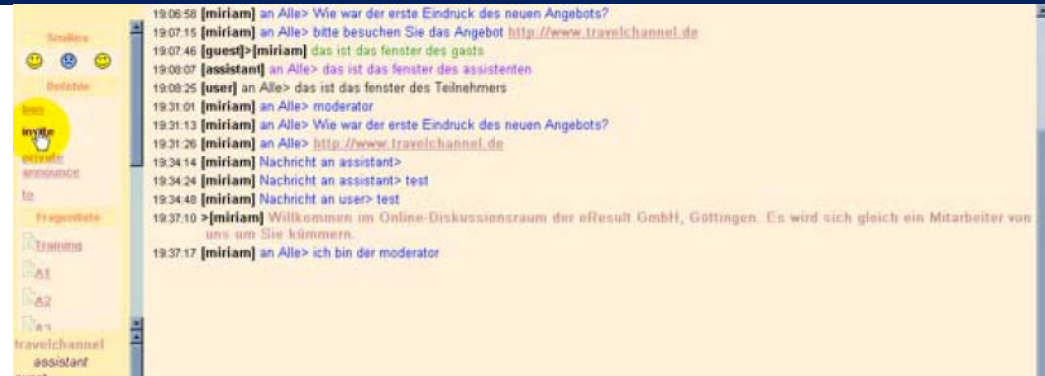 Smilies
Befehle
invite
private
announce
to
Fragenliste
Training
A1
A2
A3
travelchannel
assistant
19:06:58 [miriam] an Alle> Wie war der erste Eindruck des neuen Angebots?
19:07:15 [miriam] an Alle> bitte besuchen Sie das Angebot http://www.travelchannel.de
19:07:46 [guest]>[miriam] das ist das fenster des gasts
19:08:07 [assistant] an Alle> das ist das fenster des assistenten
19:08:25 [user] an Alle> das ist das fenster des Teilnehmers
19:31:01 [miriam] an Alle> moderator
19:31:13 [miriam] an Alle> Wie war der erste Eindruck des neuen Angebots?
19:31:26 [miriam] an Alle> http://www.travelchannel.de
19:34:14 [miriam] Nachricht an assistant>
19:34:24 [miriam] Nachricht an assistant> test
19:34:48 [miriam] Nachricht an user> test
19:37:10 >[miriam] Willkommen im Online-Diskussionsraum der eResult GmbH, Göttingen. Es wird sich gleich ein Mitarbeiter von
uns um Sie kümmern.
19:37:17 [miriam] an Alle> ich bin der moderator